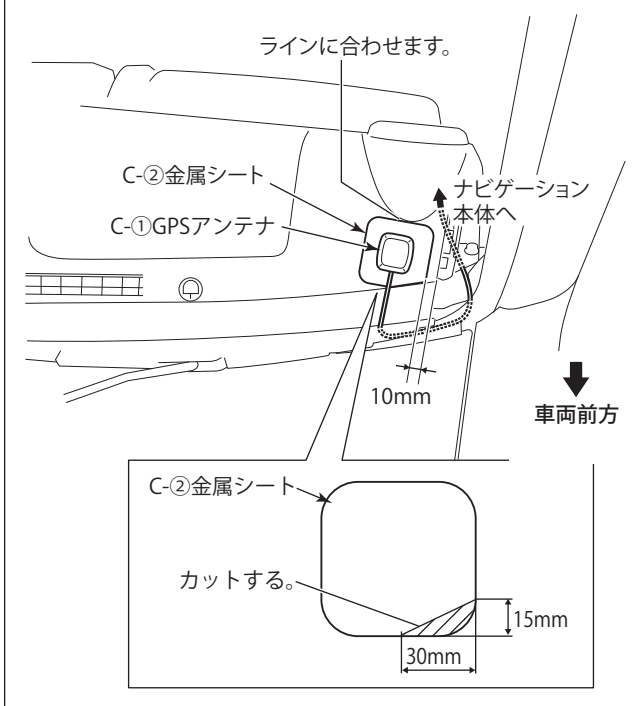 ラインに合わせます。
C-②金属シート
C-①GPSアンテナ
ナビゲーション
本体へ
10mm
車両前方
C-②金属シート
カットする。
15mm
30mm